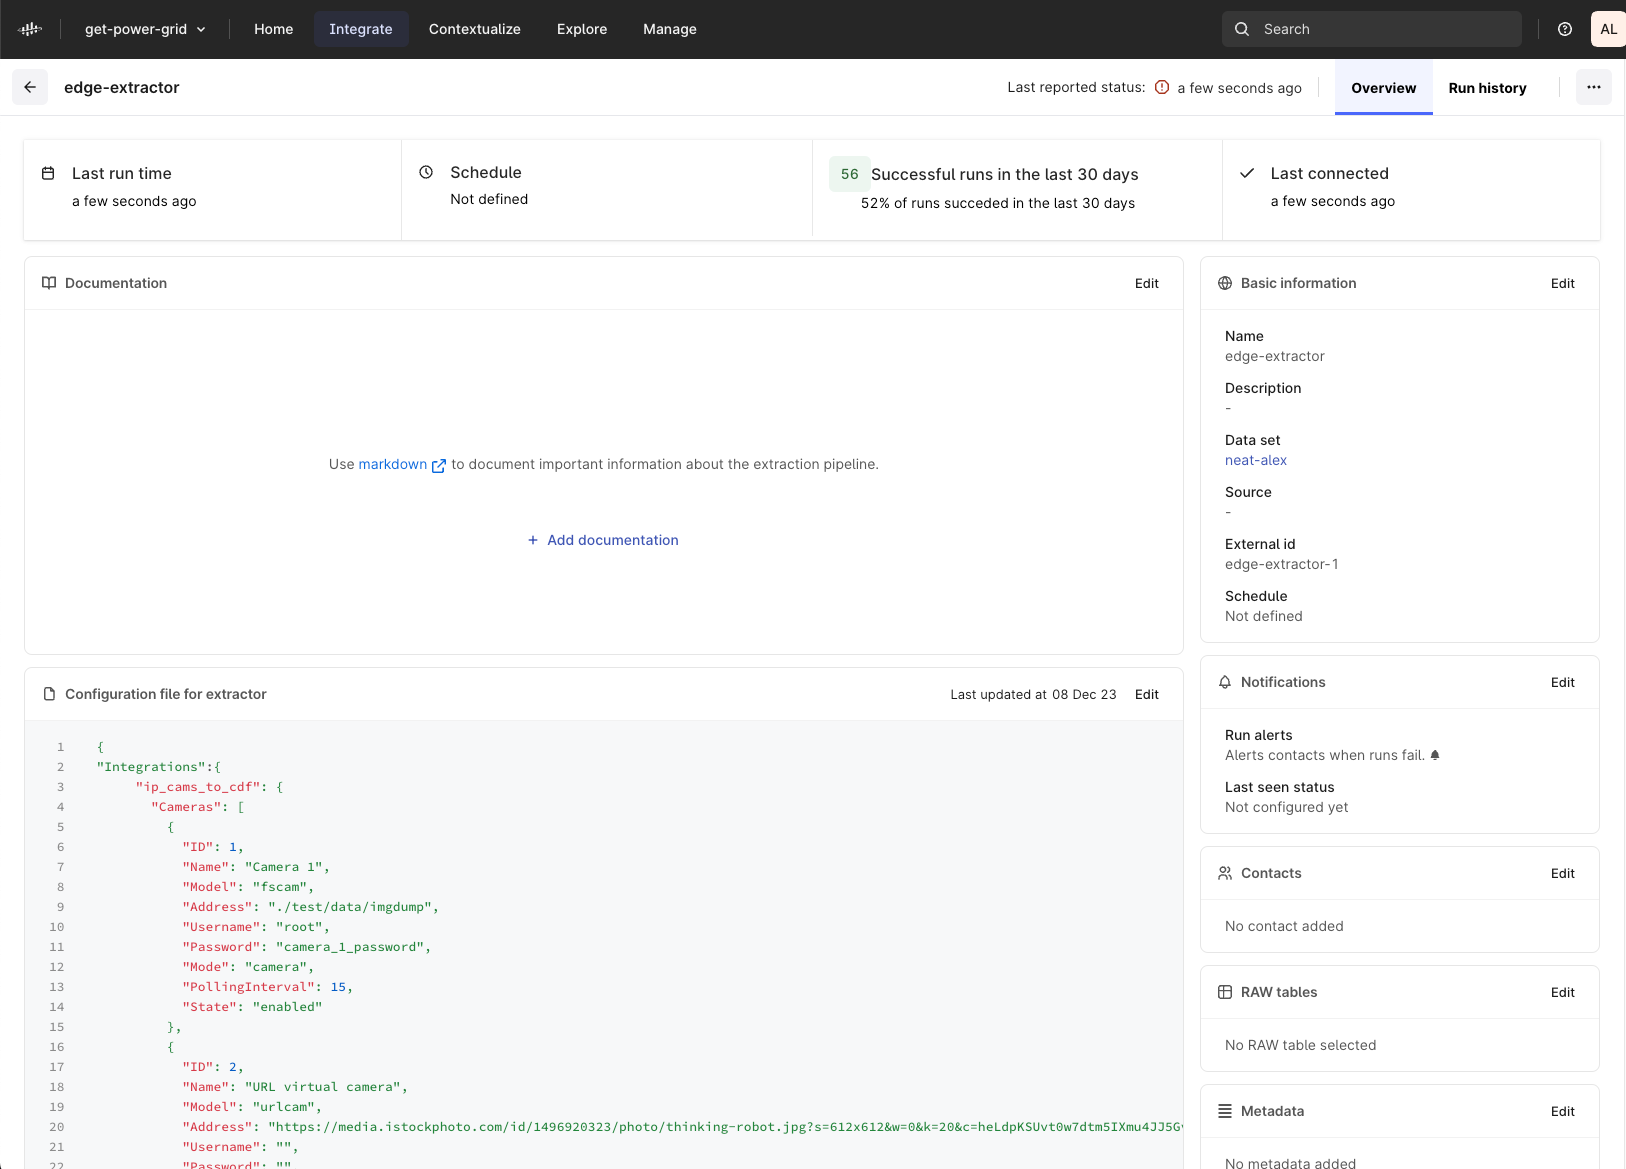 get-power-grid Home Integrate Contextualize Explore Manage Search AL
edge-extractor Last reported status: a few seconds ago Overview Run history
Last run time
a few seconds ago
Schedule
Not defined
56 Successful runs in the last 30 days
52% of runs succeded in the last 30 days
Last connected
a few seconds ago
Documentation Edit
Use markdown to document important information about the extraction pipeline.
+ Add documentation
Configuration file for extractor Last updated at 08 Dec 23 Edit
1 {
2 "Integrations":{
3 "ip_cams_to_cdf": {
4 "Cameras": [
5 {
6 "ID": 1,
7 "Name": "Camera 1",
8 "Model": "fscam",
9 "Address": "./test/data/imgdump",
10 "Username": "root",
11 "Password": "camera_1_password",
12 "Mode": "camera",
13 "PollingInterval": 15,
14 "State": "enabled"
15 },
16 {
17 "ID": 2,
18 "Name": "URL virtual camera",
19 "Model": "urlcam",
20 "Address": "https://media.istockphoto.com/id/1496920323/photo/thinking-robot.jpg?s=612x612&w=0&k=20&c=heLdpKSUvt0w7dtm5IXmu4JJ5G
21 "Username": "",
22 "Password": ""
Basic information Edit
Name
edge-extractor
Description
-
Data set
neat-alex
Source
-
External id
edge-extractor-1
Schedule
Not defined
Notifications Edit
Run alerts
Alerts contacts when runs fail.
Last seen status
Not configured yet
Contacts Edit
No contact added
RAW tables Edit
No RAW table selected
Metadata Edit
No metadata added